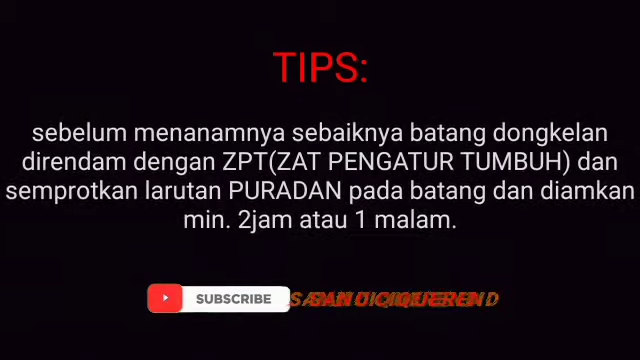 TIPS:
sebelum menanamnya sebaiknya batang dongkelan
direndam dengan ZPT(ZAT PENGATUR TUMBUH) dan
semprotkan larutan PURADAN pada batang dan diamkan
min. 2jam atau 1 malam.
SUBSCRIBE